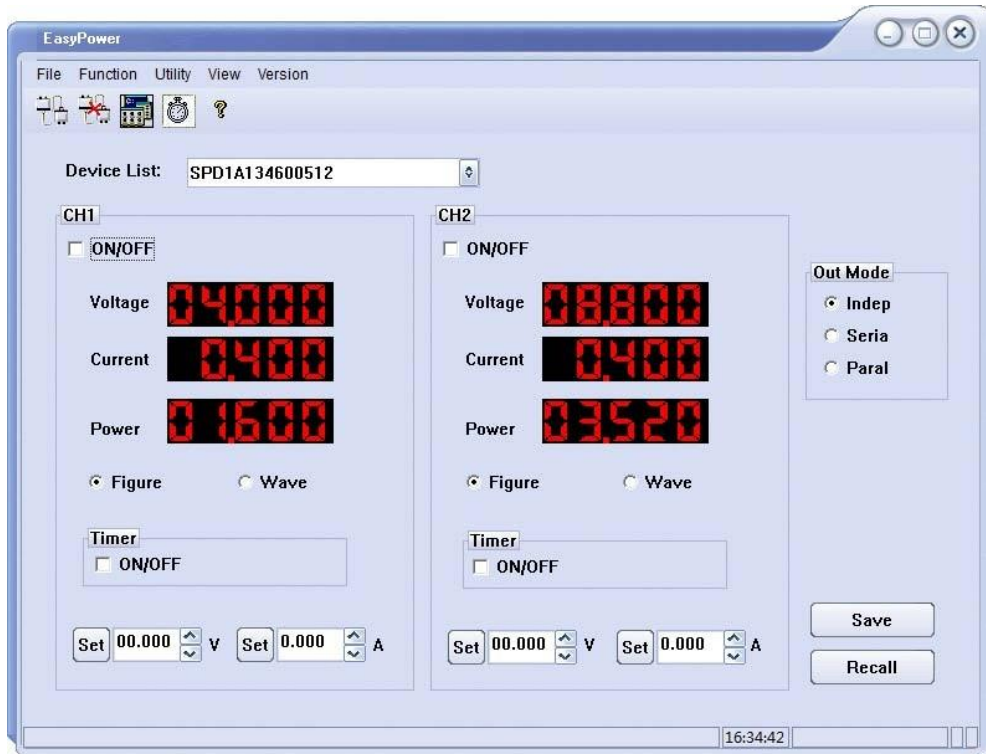 EasyPower
File Function Utility View Version
?
Device List: SPD1A134600512
CH1
ON/OFF
Voltage 04.000
Current 0.400
Power 01.600
Figure Wave
Timer
ON/OFF
Set 00.000 V Set 0.000 A
CH2
ON/OFF
Voltage 08.800
Current 0.400
Power 03.520
Figure Wave
Timer
ON/OFF
Set 00.000 V Set 0.000 A
Out Mode
Indep
Seria
Paral
Save
Recall
16:34:42